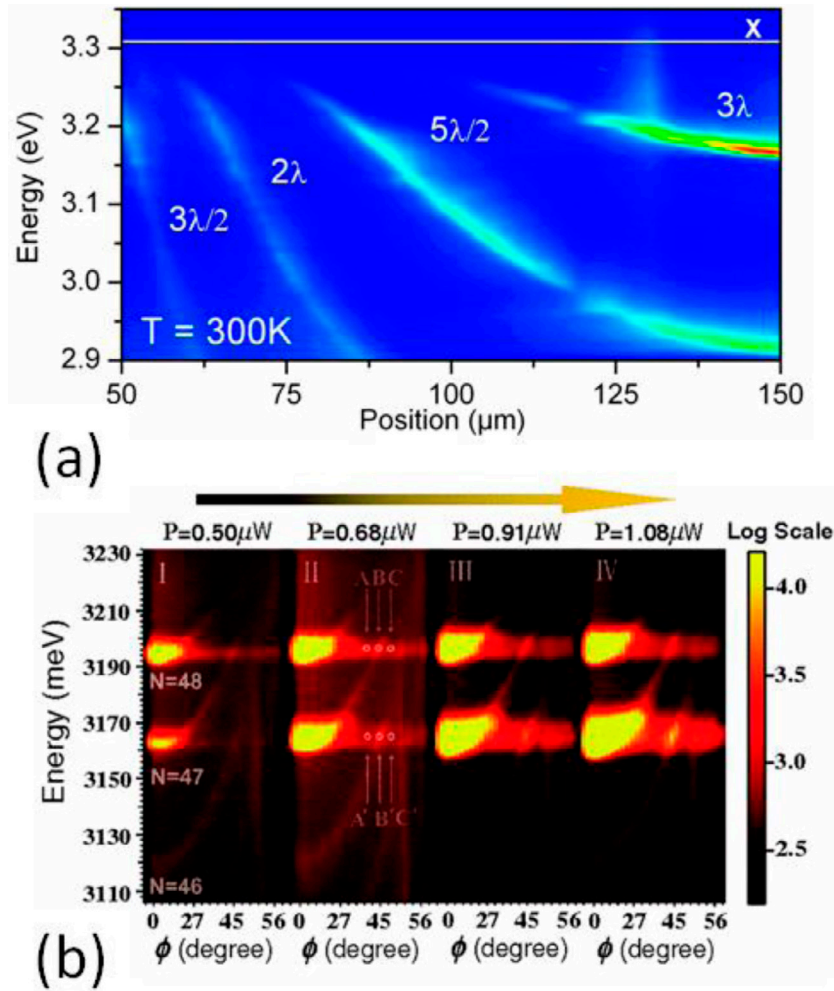 X
3.3
3λ
3.2
5λ/2
2λ
Energy (eV)
3.1
3λ/2
3.0
T = 300K
2.9
50 75 100 125 150
Position (μm)
(a)
P=0.50μW P=0.68μW P=0.91μW P=1.08μW Log Scale
3230
I II III IV
A B C
4.0
3210
3190
N=48
3.5
Energy (meV)
3170
N=47
3150
3.0
A' B' C'
3130
2.5
N=46
3110
0 27 45 56 0 27 45 56 0 27 45 56 0 27 45 56
ϕ (degree) ϕ (degree) ϕ (degree) ϕ (degree)
(b)